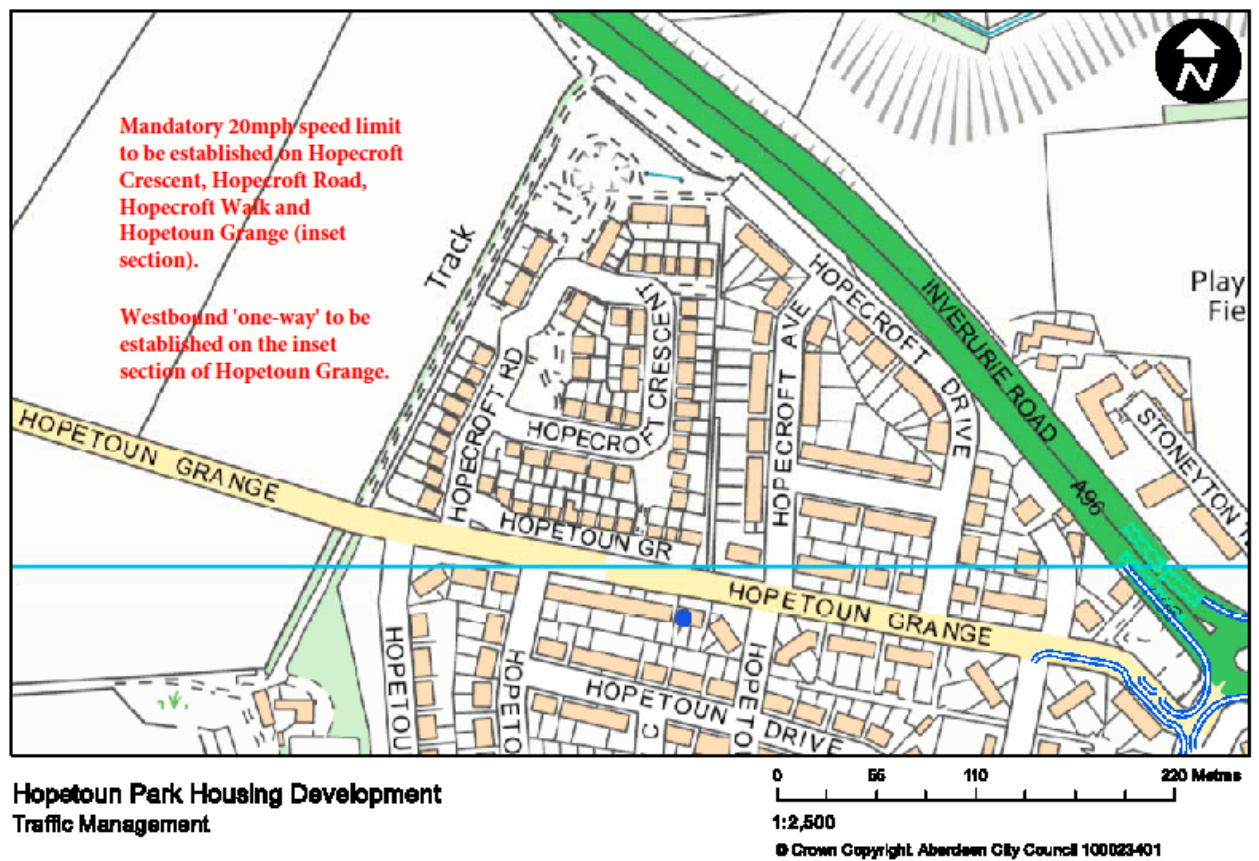 N
Mandatory 20mph speed limit
to be established on Hopecroft
Crescent, Hopecroft Road,
Hopecroft Walk and
Hopetoun Grange (inset
section).
Westbound 'one-way' to be
established on the inset
section of Hopetoun Grange.
Track
Play
Fie
INVERURIE ROAD
A96
STONEYTON
HOPECROFT DRIVE
HOPECROFT AVE
HOPECROFT CRESCENT
HOPECROFT RD
HOPETOUN GRANGE
HOPETOUN GR
HOPETOUN GRANGE
HOPETOU
HOPETO
HOPETO
HOPETOUN DRIVE
C
Hopetoun Park Housing Development
Traffic Management
0 55 110 220 Metres
1:2,500
© Crown Copyright. Aberdeen City Council 100023401